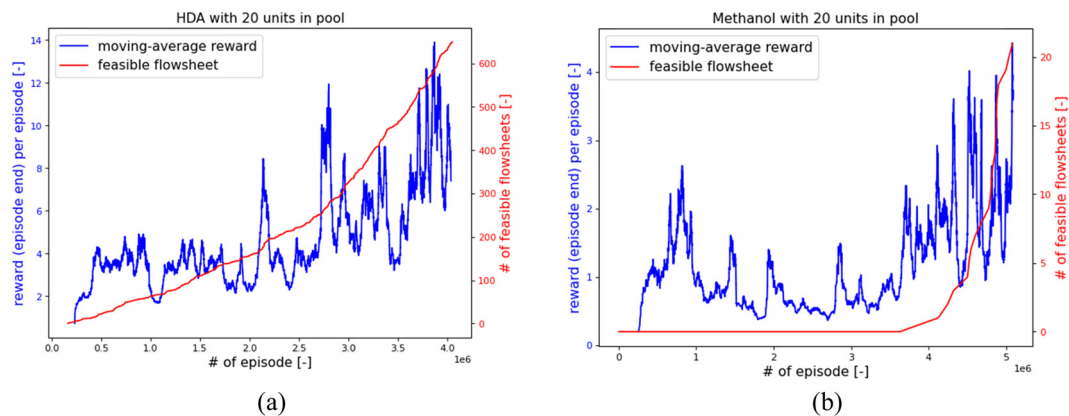 HDA with 20 units in pool
moving-average reward
feasible flowsheet
reward (episode end) per episode [-]
14
12
10
8
6
4
2
# of feasible flowsheets [-]
600
500
400
300
200
100
0
0.0 0.5 1.0 1.5 2.0 2.5 3.0 3.5 4.0
1e6
# of episode [-]
(a)
Methanol with 20 units in pool
moving-average reward
feasible flowsheet
reward (episode end) per episode [-]
4
3
2
1
0
# of feasible flowsheets [-]
20
15
10
5
0
0 1 2 3 4 5
1e6
# of episode [-]
(b)